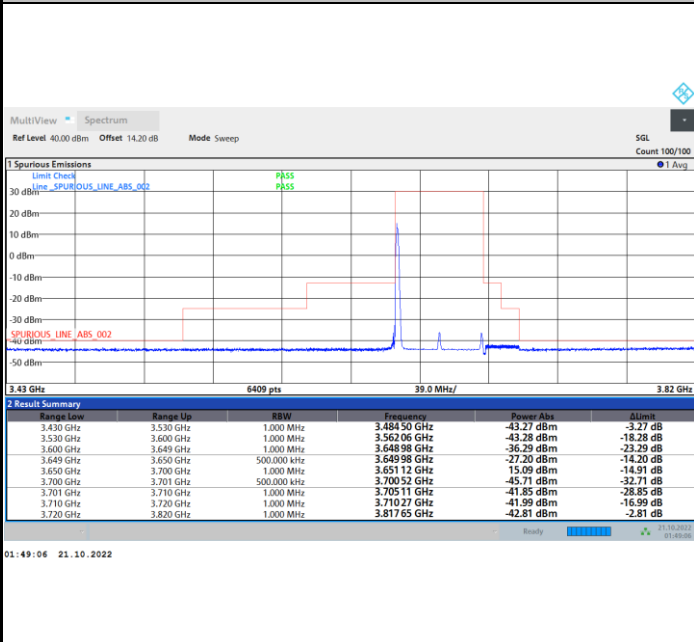 MultiView Spectrum
Ref Level 40.00 dBm Offset 14.20 dB Mode Sweep SGL
Count 100/100
1 Spurious Emissions 1 Avg
Limit Check PASS
Line _SPURIOUS_LINE_ABS_002 PASS
30 dBm
20 dBm
10 dBm
0 dBm
-10 dBm
-20 dBm
-30 dBm
_SPURIOUS_LINE_ABS_002
-40 dBm
-50 dBm
3.43 GHz 6409 pts 39.0 MHz/ 3.82 GHz
2 Result Summary
Range Low Range Up RBW Frequency Power Abs ΔLimit
3.430 GHz 3.530 GHz 1.000 MHz 3.484 50 GHz -43.27 dBm -3.27 dB
3.530 GHz 3.600 GHz 1.000 MHz 3.562 06 GHz -43.28 dBm -18.28 dB
3.600 GHz 3.649 GHz 1.000 MHz 3.648 98 GHz -36.29 dBm -23.29 dB
3.649 GHz 3.650 GHz 500.000 kHz 3.649 98 GHz -27.20 dBm -14.20 dB
3.650 GHz 3.700 GHz 1.000 MHz 3.651 12 GHz 15.09 dBm -14.91 dB
3.700 GHz 3.701 GHz 500.000 kHz 3.700 52 GHz -45.71 dBm -32.71 dB
3.701 GHz 3.710 GHz 1.000 MHz 3.705 11 GHz -41.85 dBm -28.85 dB
3.710 GHz 3.720 GHz 1.000 MHz 3.710 27 GHz -41.99 dBm -16.99 dB
3.720 GHz 3.820 GHz 1.000 MHz 3.817 65 GHz -42.81 dBm -2.81 dB
Ready 21.10.2022
01:49:06
01:49:06 21.10.2022